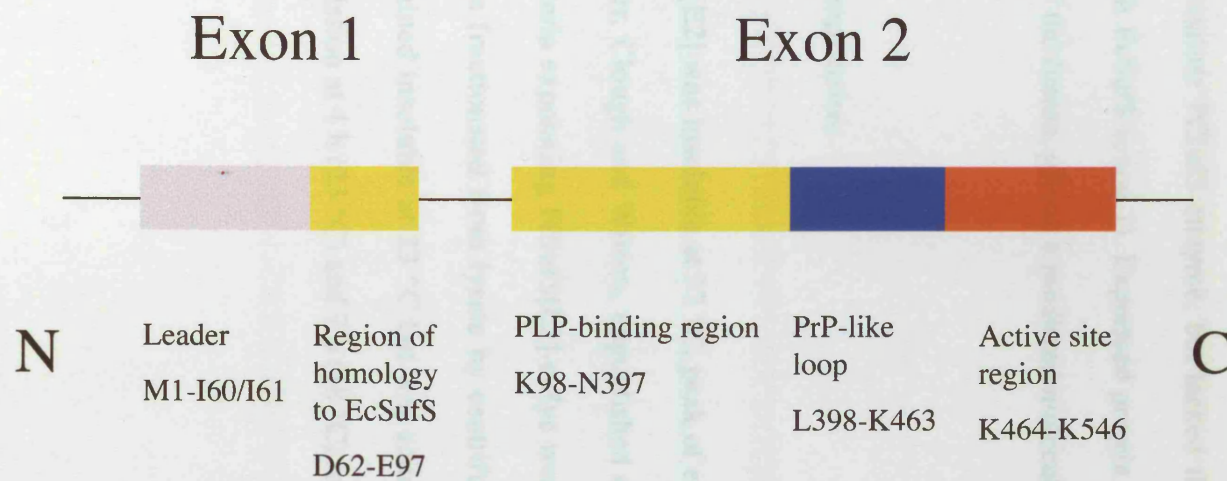 Exon 1
Exon 2
N
Leader
M1-I60/I61
Region of
homology
to EcSufS
D62-E97
PLP-binding region
K98-N397
PrP-like
loop
L398-K463
Active site
region
K464-K546
C